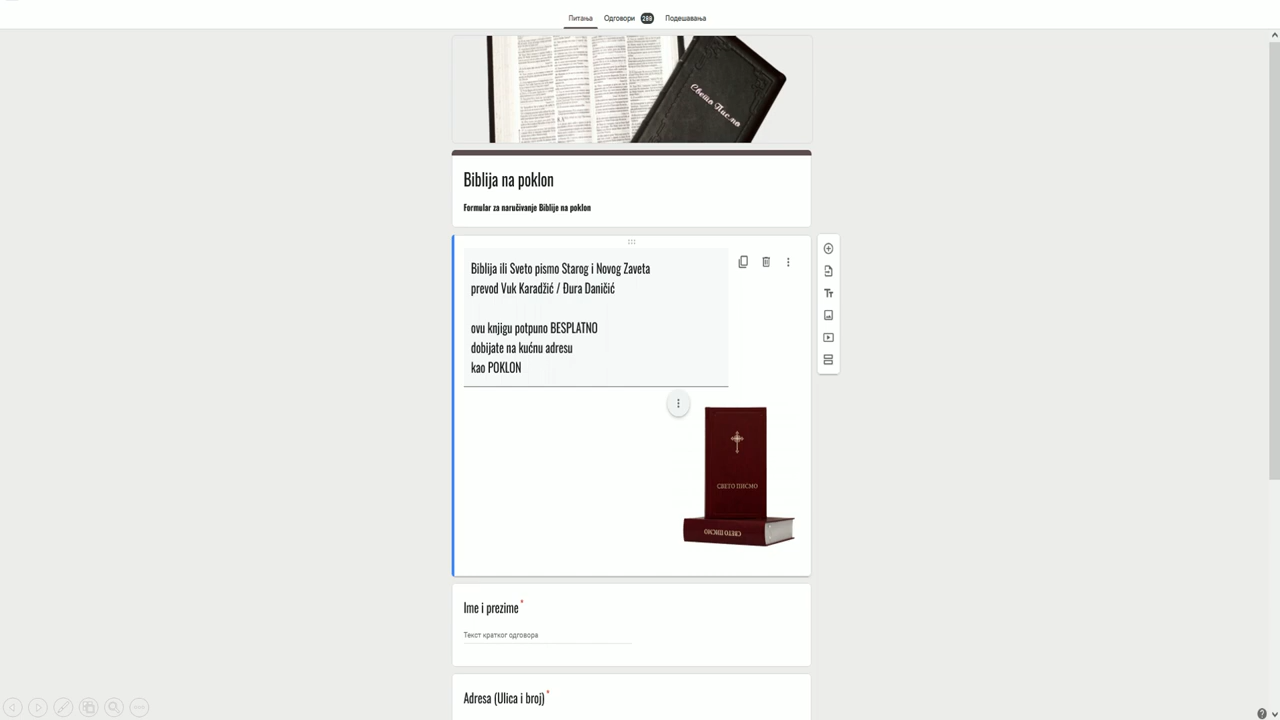 Питања
Одговори
288
Подешавања
Свето Писмо
Biblija na poklon
Formular za naručivanje Biblije na poklon
Biblija ili Sveto pismo Starog i Novog Zaveta
prevod Vuk Karadžić / Đura Daničić
ovu knjigu potpuno BESPLATNO
dobijate na kućnu adresu
kao POKLON
СВЕТО ПИСМО
СВЕТО ПИСМО
Ime i prezime *
Текст кратког одговора
Adresa (Ulica i broj) *